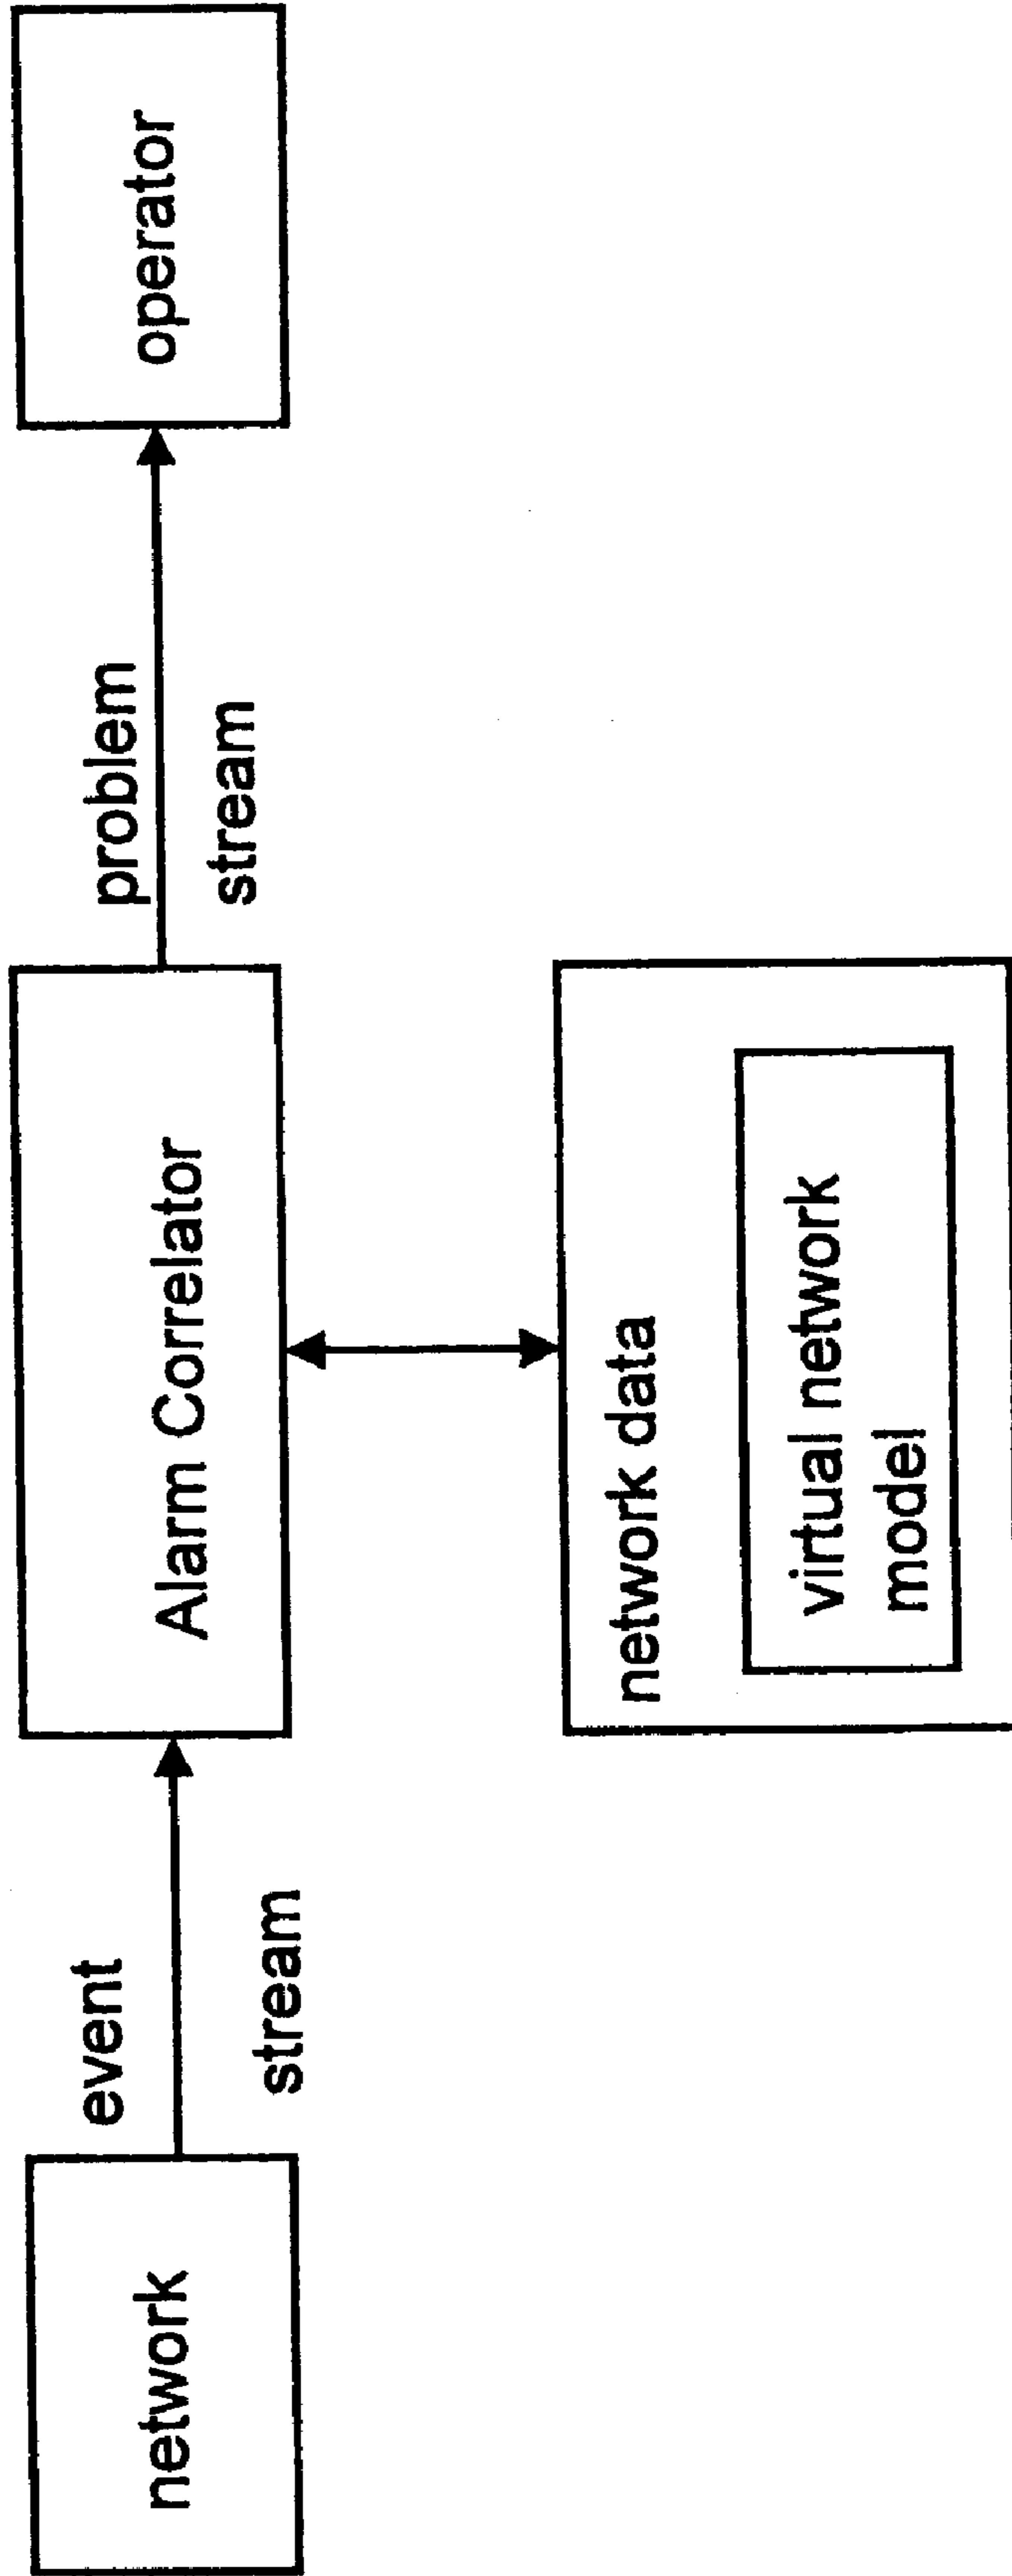 network
event
stream
Alarm Correlator
problem
stream
operator
network data
virtual network
model